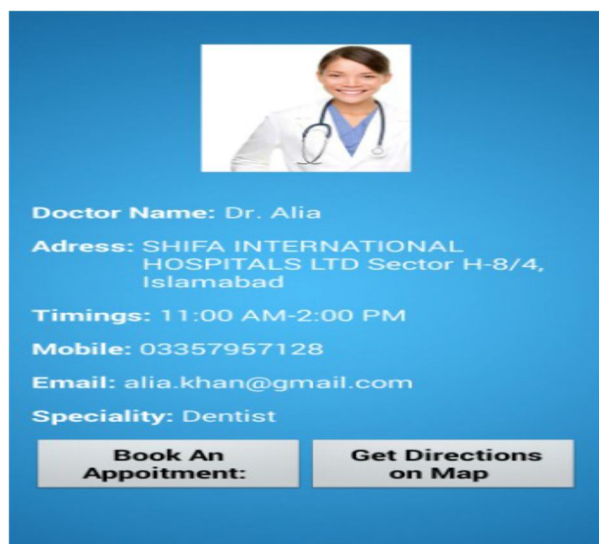 Doctor Name: Dr. Alia
Adress: SHIFA INTERNATIONAL
HOSPITALS LTD Sector H-8/4,
Islamabad
Timings: 11:00 AM-2:00 PM
Mobile: 03357957128
Email: alia.khan@gmail.com
Speciality: Dentist
Book An
Appoitment:
Get Directions
on Map